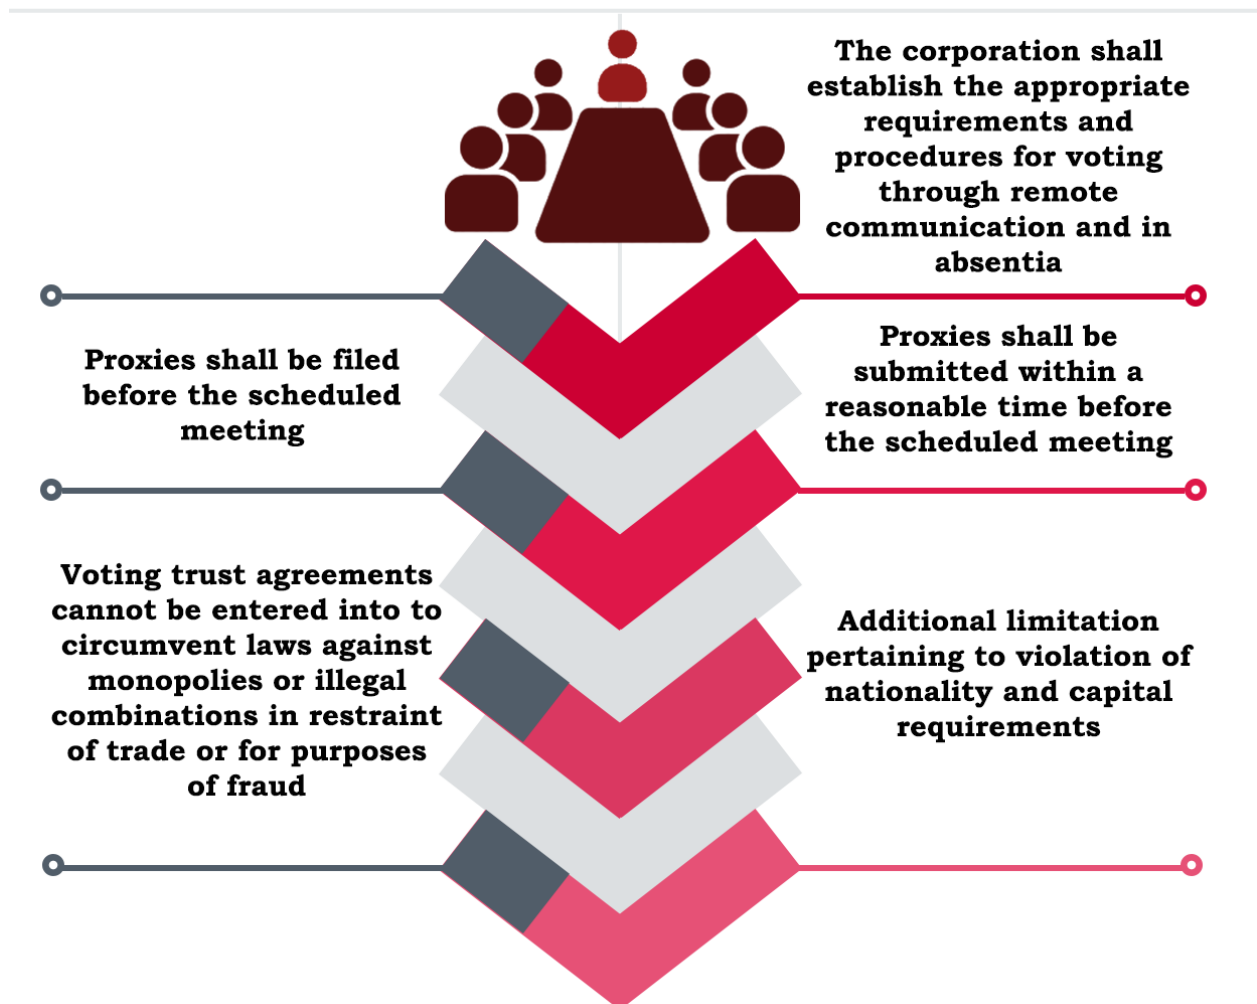 The corporation shall
establish the appropriate
requirements and
procedures for voting
through remote
communication and in
absentia
Proxies shall be filed
before the scheduled
meeting
Proxies shall be
submitted within a
reasonable time before
the scheduled meeting
Voting trust agreements
cannot be entered into to
circumvent laws against
monopolies or illegal
combinations in restraint
of trade or for purposes
of fraud
Additional limitation
pertaining to violation of
nationality and capital
requirements